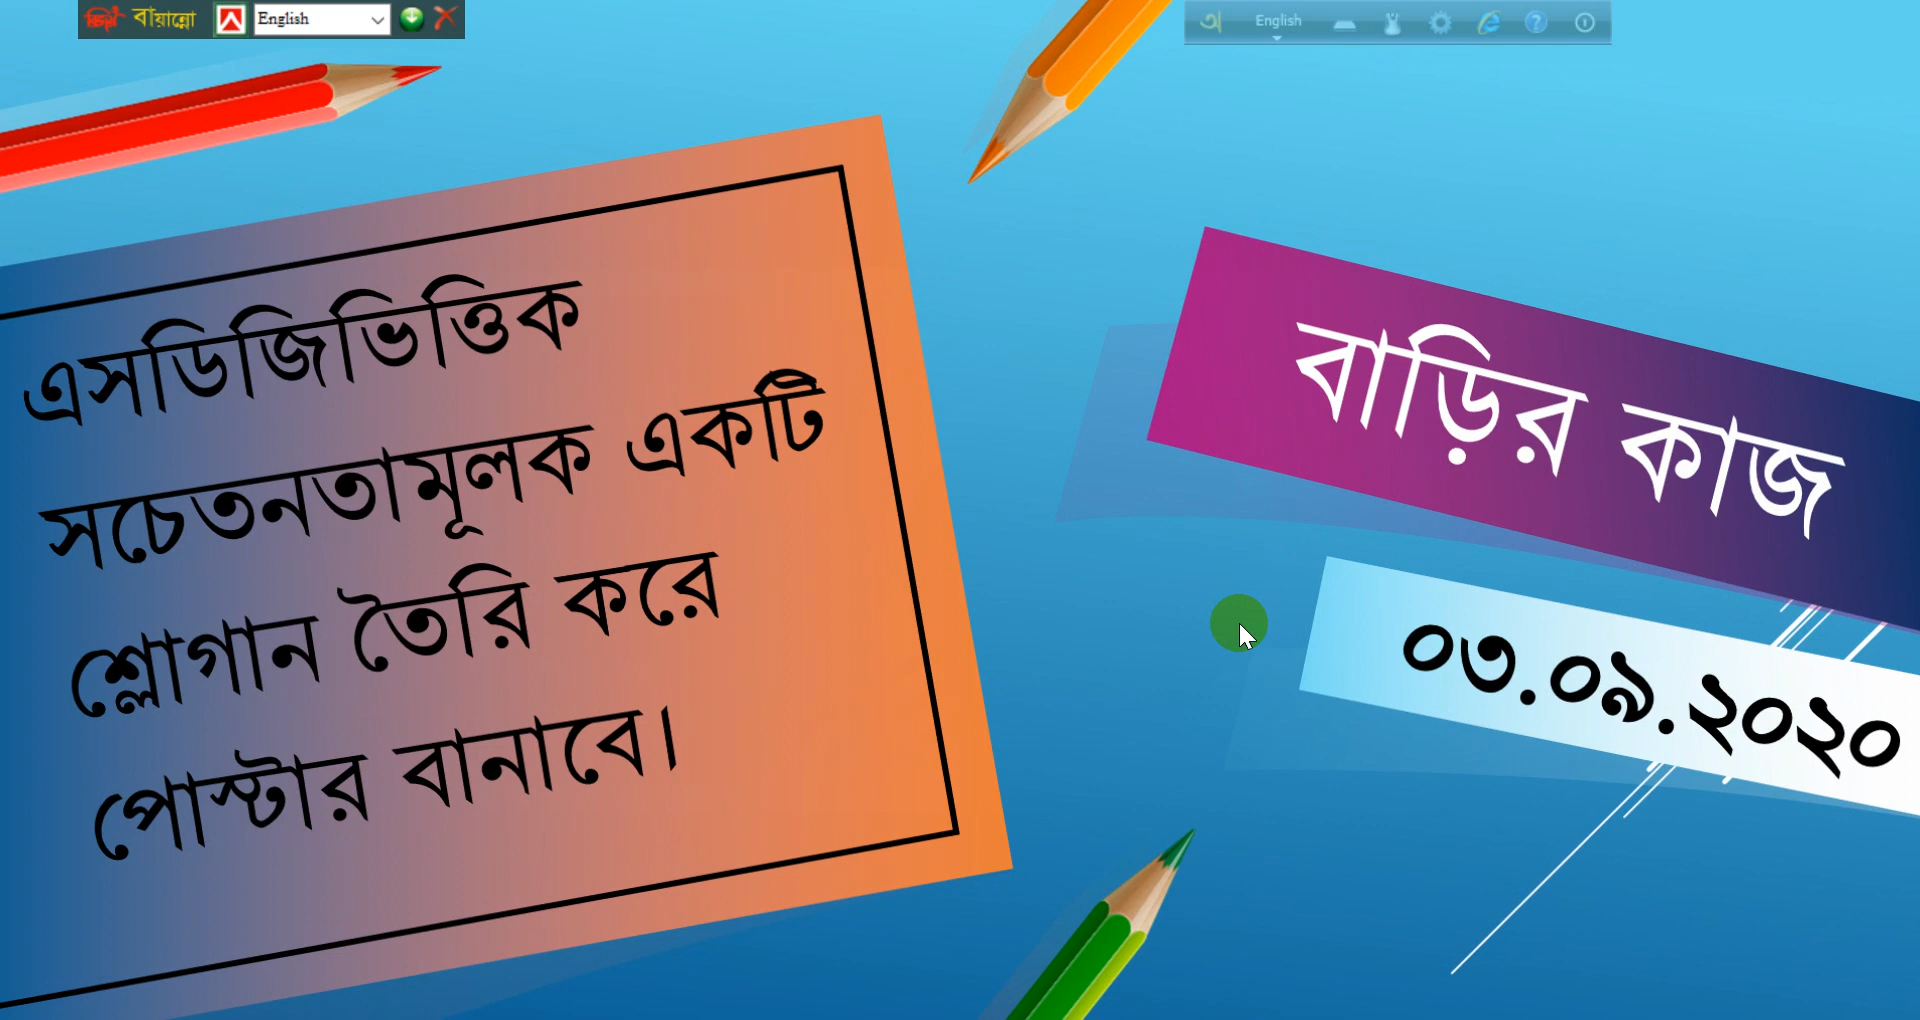 বায়ান্নো
English
English
এসডিজিভিত্তিক
সচেতনতামূলক একটি
শ্লোগান তৈরি করে
পোস্টার বানাবে।
বাড়ির কাজ
০৩.০৯.২০২০